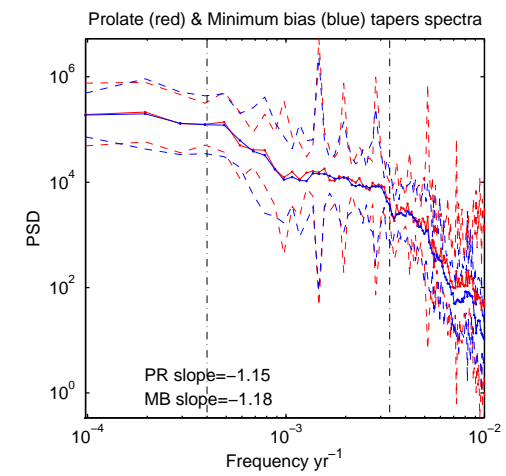 Prolate (red) & Minimum bias (blue) tapers spectra
10^6
10^4
10^2
10^0
PSD
PR slope=−1.15
MB slope=−1.18
10^−4
10^−3
10^−2
Frequency yr^−1